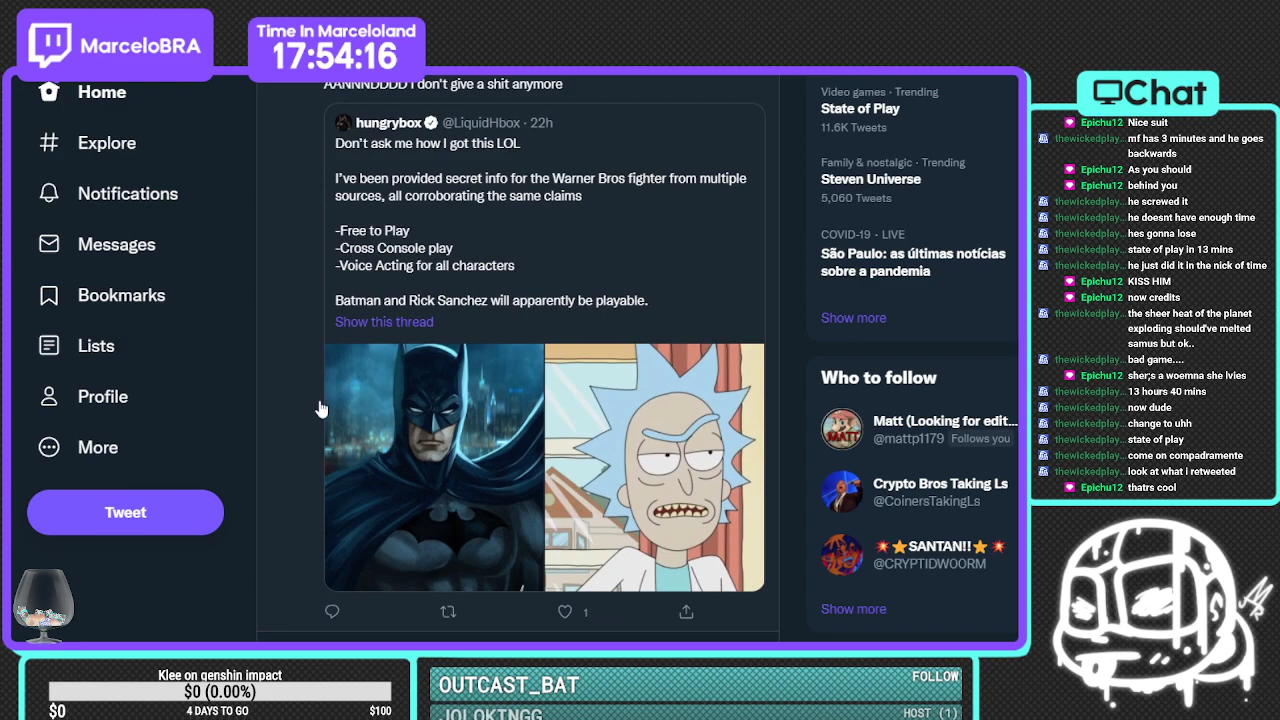 MarceloBRA
Time In Marceloland
17:54:16
Home
Explore
Notifications
Messages
Bookmarks
Lists
Profile
More
Tweet
AANNNDDDD I don't give a shit anymore
hungrybox @LiquidHbox · 22h
Don't ask me how I got this LOL
I've been provided secret info for the Warner Bros fighter from multiple
sources, all corroborating the same claims
-Free to Play
-Cross Console play
-Voice Acting for all characters
Batman and Rick Sanchez will apparently be playable.
Show this thread
1
Video games · Trending
State of Play
11.6K Tweets
Family & nostalgic · Trending
Steven Universe
5,060 Tweets
COVID-19 · LIVE
São Paulo: as últimas notícias
sobre a pandemia
Show more
Who to follow
Matt (Looking for edit...
@mattp1179 Follows you
MATT
Crypto Bros Taking Ls
@CoinersTakingLs
SANTAN!!
@CRYPTIDWOORM
Show more
Chat
Epichu12 Nice suit
thewickedplay... mf has 3 minutes and he goes
backwards
Epichu12 As you should
Epichu12 behind you
thewickedplay... he screwed it
thewickedplay... he doesnt have enough time
thewickedplay... hes gonna lose
thewickedplay... state of play in 13 mins
thewickedplay... he just did it in the nick of time
Epichu12 KISS HIM
Epichu12 now credits
thewickedplay... the sheer heat of the planet
exploding should've melted
samus but ok..
thewickedplay... bad game....
Epichu12 sher;s a woemna she lvies
thewickedplay... 13 hours 40 mins
thewickedplay... now dude
thewickedplay... change to uhh
thewickedplay... state of play
thewickedplay... come on compadramente
thewickedplay... look at what i retweeted
Epichu12 thatrs cool
Klee on genshin impact
$0 (0.00%)
$0 4 DAYS TO GO $100
OUTCAST_BAT FOLLOW
JOLOKTNGG HOST (1)